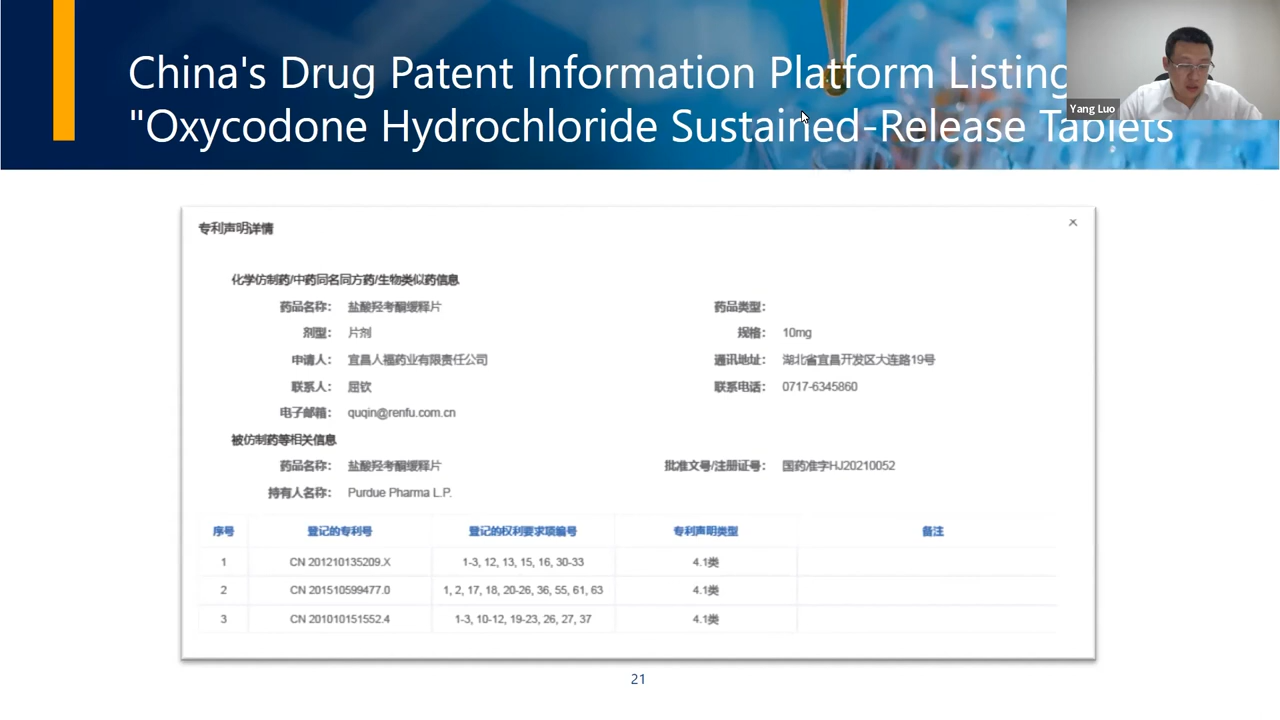 China's Drug Patent Information Platform Listing
"Oxycodone Hydrochloride Sustained-Release Tablets
Yang Luo
专利声明详情 ×
化学仿制药/中药同名同方药/生物类似药信息
药品名称: 盐酸羟考酮缓释片 药品类型:
剂型: 片剂 规格: 10mg
申请人: 宜昌人福药业有限责任公司 通讯地址: 湖北省宜昌开发区大连路19号
联系人: 屈钦 联系电话: 0717-6345860
电子邮箱: quqin@renfu.com.cn
被仿制药等相关信息
药品名称: 盐酸羟考酮缓释片 批准文号/注册证号: 国药准字HJ20210052
持有人名称: Purdue Pharma L.P.
序号 登记的专利号 登记的权利要求项编号 专利声明类型 备注
1 CN 201210135209.X 1-3, 12, 13, 15, 16, 30-33 4.1类
2 CN 201510599477.0 1, 2, 17, 18, 20-26, 36, 55, 61, 63 4.1类
3 CN 201010151552.4 1-3, 10-12, 19-23, 26, 27, 37 4.1类
21